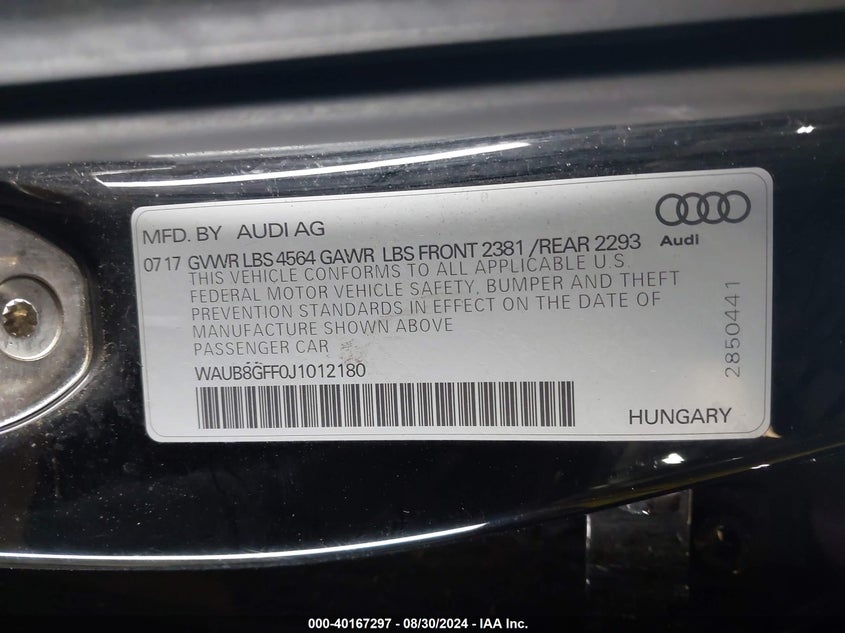 MFD. BY AUDI AG
Audi
07 17 GVWR LBS 4564 GAWR LBS FRONT 2381 /REAR 2293
THIS VEHICLE CONFORMS TO ALL APPLICABLE U.S
FEDERAL MOTOR VEHICLE SAFETY, BUMPER AND THEFT
PREVENTION STANDARDS IN EFFECT ON THE DATE OF
MANUFACTURE SHOWN ABOVE
PASSENGER CAR
WAUB8GFF0J1012180
2850441
HUNGARY
000-40167297 - 08/30/2024 - IAA Inc.